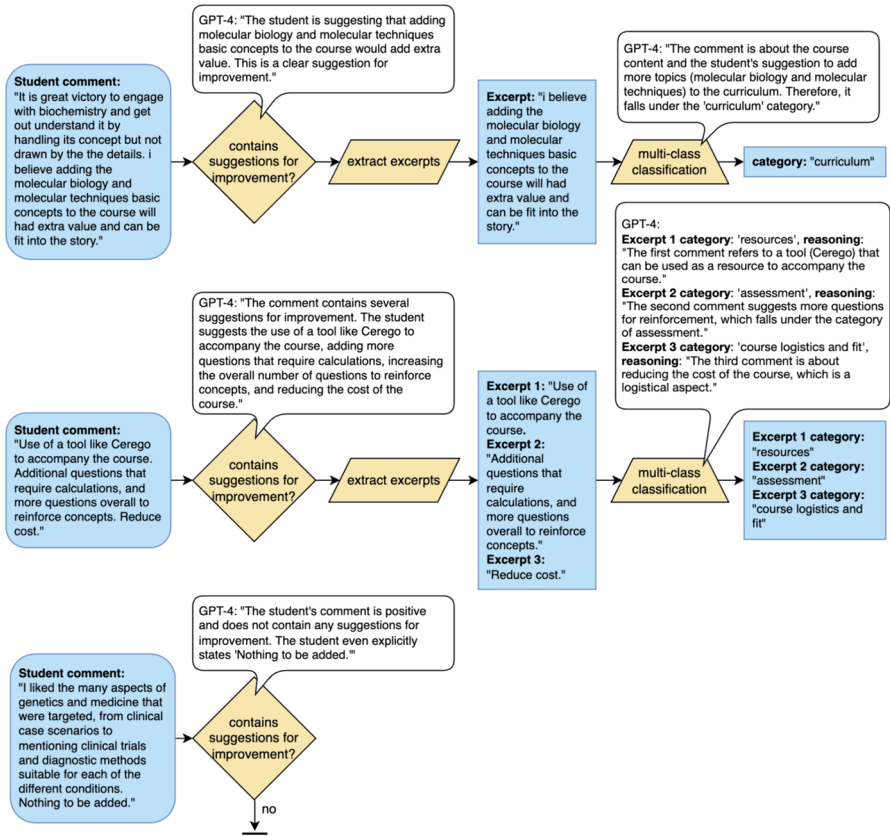 GPT-4: "The student is suggesting that adding
molecular biology and molecular techniques
basic concepts to the course would add extra
value. This is a clear suggestion for
improvement."
Student comment:
"It is great victory to engage
with biochemistry and get
out understand it by
handling its concept but not
drawn by the the details. i
believe adding the
molecular biology and
molecular techniques basic
concepts to the course will
had extra value and can be
fit into the story."
contains
suggestions for
improvement?
extract excerpts
Excerpt: "i believe
adding the
molecular biology
and molecular
techniques basic
concepts to the
course will had
extra value and
can be fit into the
story."
GPT-4: "The comment is about the course
content and the student's suggestion to add
more topics (molecular biology and molecular
techniques) to the curriculum. Therefore, it
falls under the 'curriculum' category."
multi-class
classification
category: "curriculum"
GPT-4: "The comment contains several
suggestions for improvement. The student
suggests the use of a tool like Cerego to
accompany the course, adding more
questions that require calculations, increasing
the overall number of questions to reinforce
concepts, and reducing the cost of the
course."
Student comment:
"Use of a tool like Cerego
to accompany the course.
Additional questions that
require calculations, and
more questions overall to
reinforce concepts. Reduce
cost."
contains
suggestions for
improvement?
extract excerpts
Excerpt 1: "Use of
a tool like Cerego
to accompany the
course.
Excerpt 2:
"Additional
questions that
require
calculations, and
more questions
overall to reinforce
concepts."
Excerpt 3:
"Reduce cost."
GPT-4:
Excerpt 1 category: 'resources', reasoning:
"The first comment refers to a tool (Cerego) that
can be used as a resource to accompany the
course."
Excerpt 2 category: 'assessment', reasoning:
"The second comment suggests more questions
for reinforcement, which falls under the category
of assessment."
Excerpt 3 category: 'course logistics and fit',
reasoning: "The third comment is about
reducing the cost of the course, which is a
logistical aspect."
multi-class
classification
Excerpt 1 category:
"resources"
Excerpt 2 category:
"assessment"
Excerpt 3 category:
"course logistics and
fit"
GPT-4: "The student's comment is positive
and does not contain any suggestions for
improvement. The student even explicitly
states 'Nothing to be added.'"
Student comment:
"I liked the many aspects of
genetics and medicine that
were targeted, from clinical
case scenarios to
mentioning clinical trials
and diagnostic methods
suitable for each of the
different conditions.
Nothing to be added."
contains
suggestions for
improvement?
no